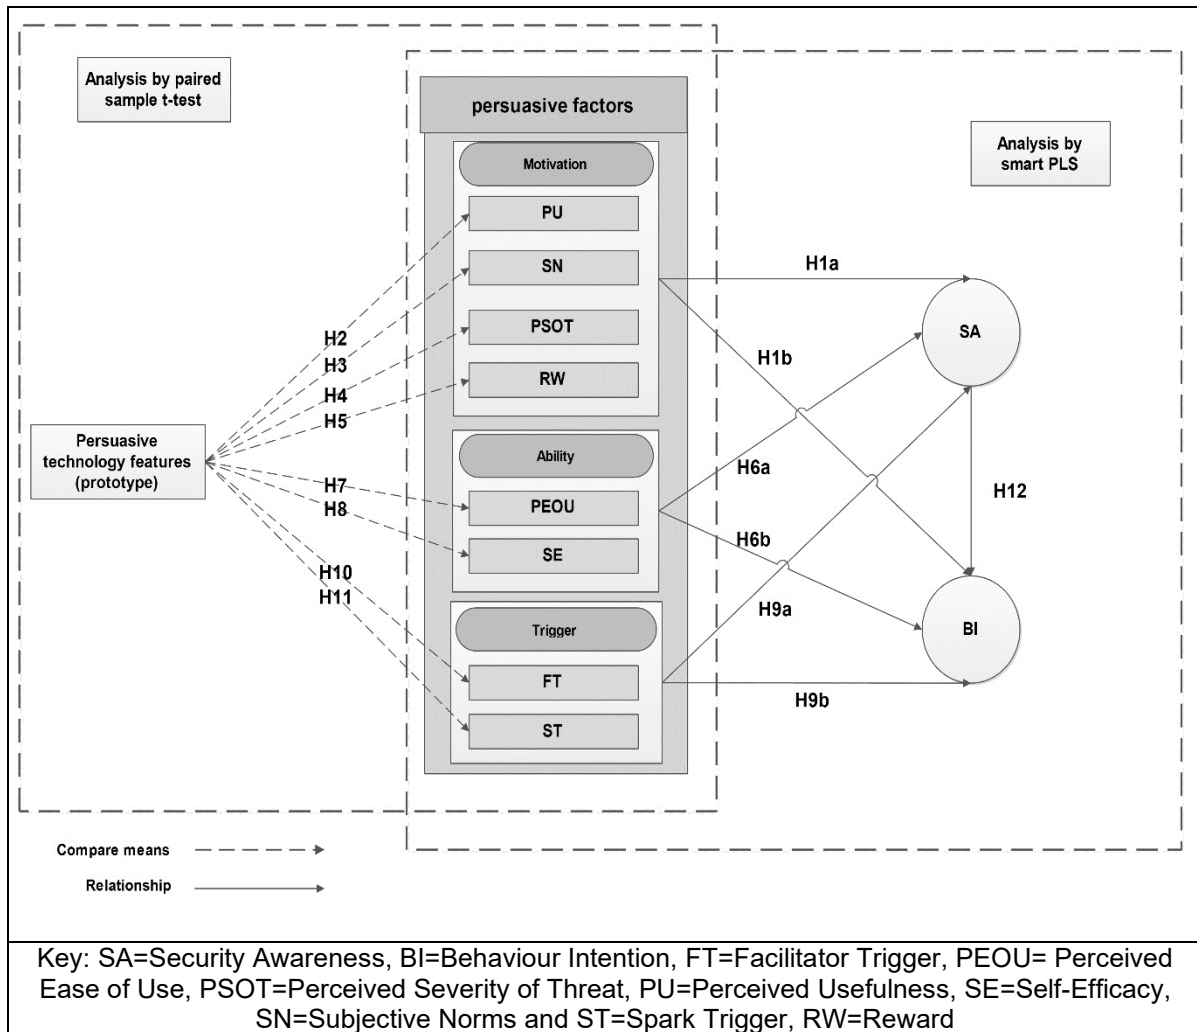 Analysis by paired
sample t-test
persuasive factors
Analysis by
smart PLS
Motivation
PU
SN
PSOT
RW
H1a
SA
H1b
H2
H3
H4
H5
Persuasive
technology features
(prototype)
Ability
PEOU
SE
H6a
H7
H8
H6b
H12
H10
H11
Trigger
FT
ST
H9a
BI
H9b
Compare means
Relationship
Key: SA=Security Awareness, BI=Behaviour Intention, FT=Facilitator Trigger, PEOU= Perceived
Ease of Use, PSOT=Perceived Severity of Threat, PU=Perceived Usefulness, SE=Self-Efficacy,
SN=Subjective Norms and ST=Spark Trigger, RW=Reward